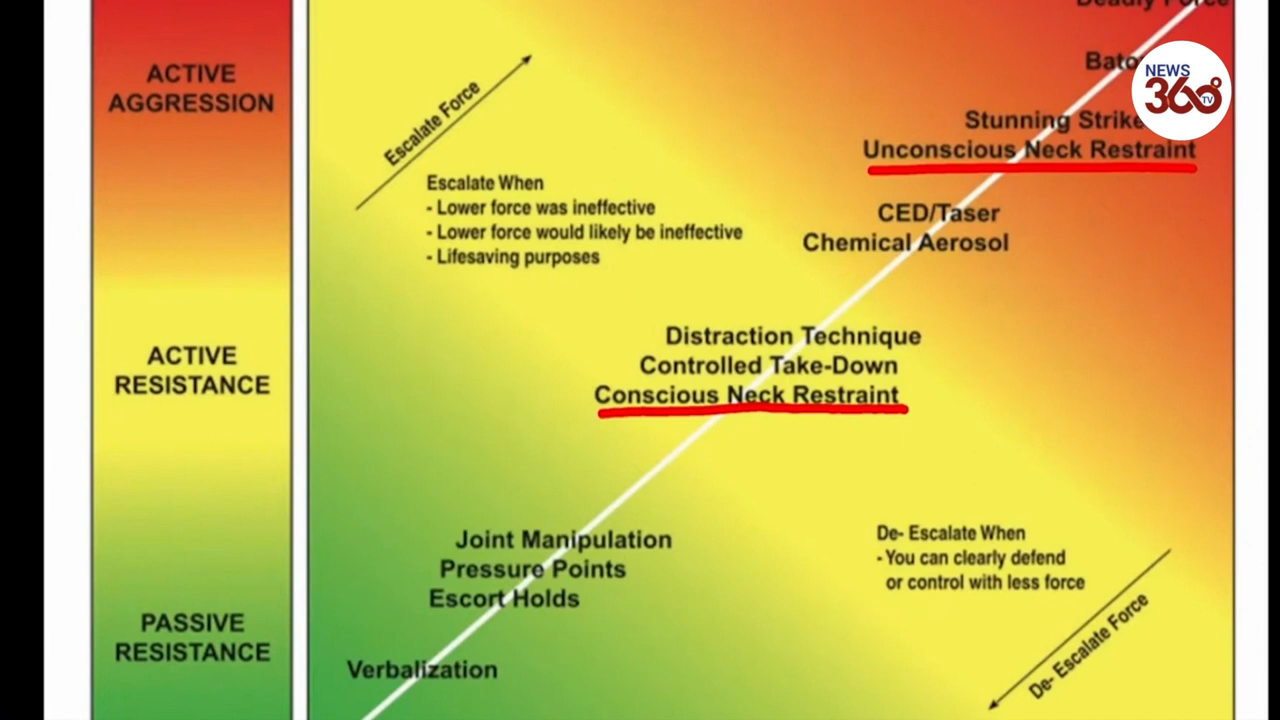 Deadly Force
ACTIVE
AGGRESSION
Escalate Force
Escalate When
- Lower force was ineffective
- Lower force would likely be ineffective
- Lifesaving purposes
NEWS
360
TV
Stunning Strike
Unconscious Neck Restraint
CED/Taser
Chemical Aerosol
ACTIVE
RESISTANCE
Distraction Technique
Controlled Take-Down
Conscious Neck Restraint
Joint Manipulation
Pressure Points
Escort Holds
De- Escalate When
- You can clearly defend
or control with less force
De- Escalate Force
PASSIVE
RESISTANCE
Verbalization